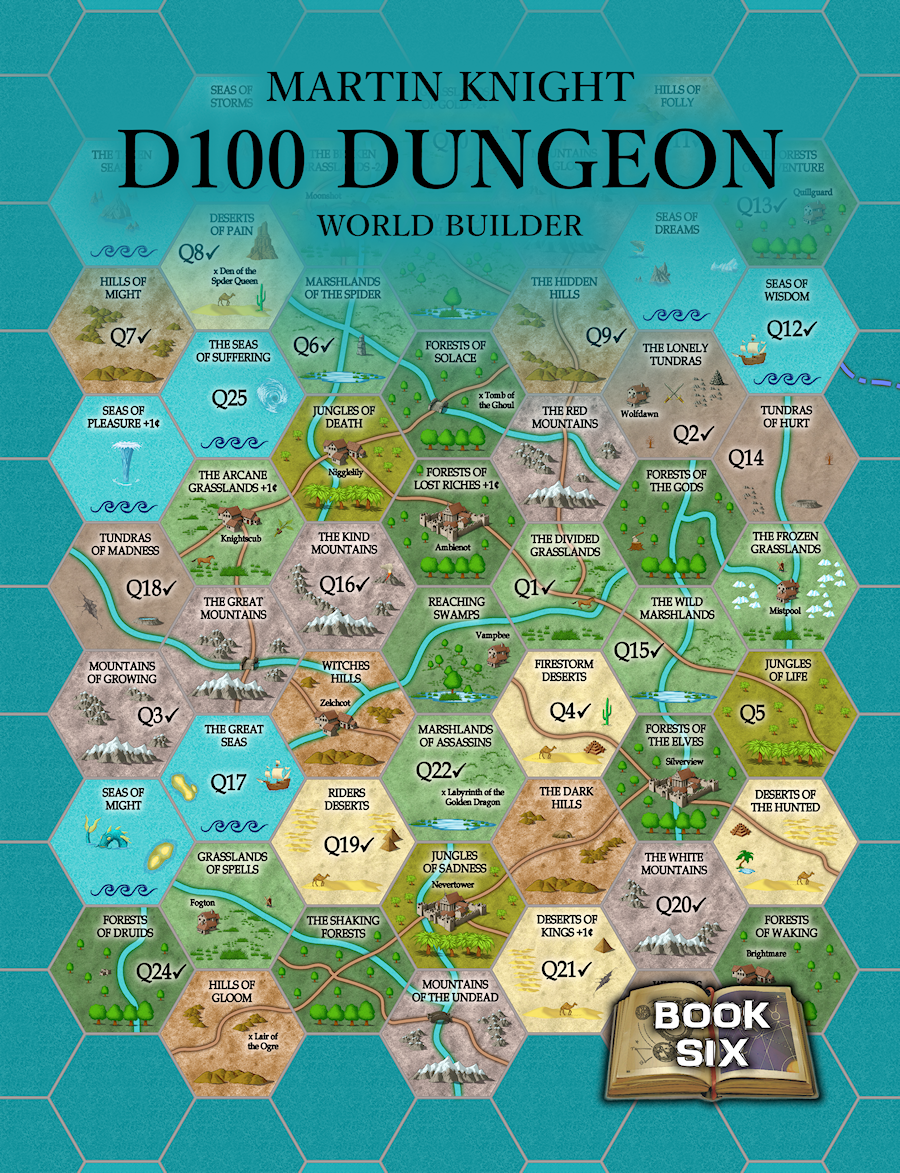 SEAS OF
STORMS
MARTIN KNIGHT
HILLS OF
FOLLY
D100 DUNGEON
Quillguard
Q13✓
WORLD BUILDER
DESERTS
OF PAIN
Q8✓
x Den of the
Spder Queen
SEAS OF
DREAMS
HILLS OF
MIGHT
Q7✓
MARSHLANDS
OF THE SPIDER
Q6✓
THE HIDDEN
HILLS
Q9✓
SEAS OF
WISDOM
Q12✓
THE SEAS
OF SUFFERING
Q25
FORESTS OF
SOLACE
x Tomb of
the Ghoul
THE LONELY
TUNDRAS
Wolfdawn
Q2✓
SEAS OF
PLEASURE +1¢
JUNGLES OF
DEATH
Nigglelily
THE RED
MOUNTAINS
TUNDRAS
OF HURT
Q14
THE ARCANE
GRASSLANDS +1¢
Knightscub
FORESTS OF
LOST RICHES +1¢
Ambienot
FORESTS OF
THE GODS
TUNDRAS
OF MADNESS
Q18✓
THE KIND
MOUNTAINS
Q16✓
THE DIVIDED
GRASSLANDS
Q1✓
THE FROZEN
GRASSLANDS
Mistpool
THE GREAT
MOUNTAINS
REACHING
SWAMPS
Vampbee
THE WILD
MARSHLANDS
Q15✓
MOUNTAINS
OF GROWING
Q3✓
WITCHES
HILLS
Zelchcot
FIRESTORM
DESERTS
Q4✓
JUNGLES
OF LIFE
Q5
THE GREAT
SEAS
Q17
MARSHLANDS
OF ASSASSINS
Q22✓
x Labyrinth of the
Golden Dragon
FORESTS OF
THE ELVES
Silverview
SEAS OF
MIGHT
RIDERS
DESERTS
Q19✓
THE DARK
HILLS
DESERTS OF
THE HUNTED
GRASSLANDS
OF SPELLS
Fogton
JUNGLES
OF SADNESS
Nevertower
THE WHITE
MOUNTAINS
Q20✓
FORESTS
OF DRUIDS
Q24✓
THE SHAKING
FORESTS
DESERTS OF
KINGS +1¢
Q21✓
FORESTS
OF WAKING
Brightmare
HILLS OF
GLOOM
x Lair of
the Ogre
MOUNTAINS
OF THE UNDEAD
BOOK
SIX